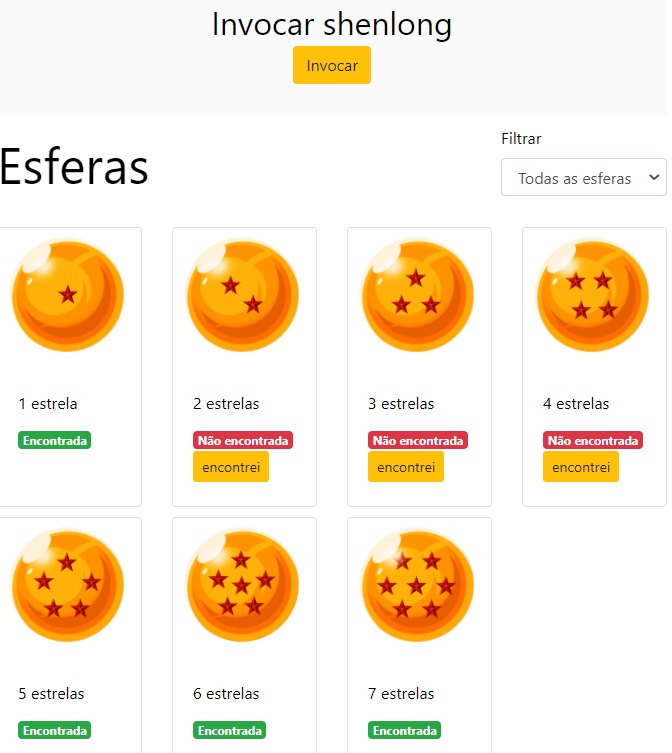 Invocar shenlong
Invocar
Filtrar
Esferas
Todas as esferas
1 estrela
2 estrelas
3 estrelas
4 estrelas
Encontrada
Não encontrada
Não encontrada
Não encontrada
encontrei
encontrei
encontrei
5 estrelas
6 estrelas
7 estrelas
Encontrada
Encontrada
Encontrada